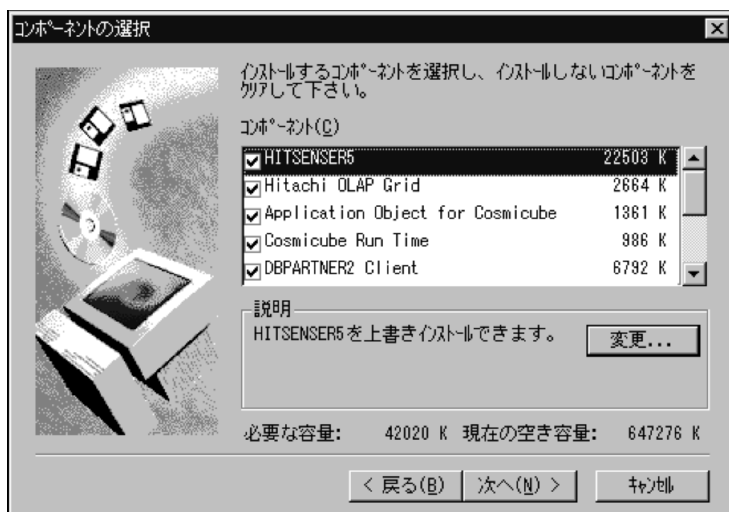 コンポーネントの選択
インストールするコンポーネントを選択し、インストールしないコンポーネントを
クリアして下さい。
コンポーネント(C)
HITSENSER5 22503 K
Hitachi OLAP Grid 2664 K
Application Object for Cosmicube 1361 K
Cosmicube Run Time 986 K
DBPARTNER2 Client 6792 K
説明
HITSENSER5を上書きインストールできます。
変更...
必要な容量: 42020 K 現在の空き容量: 647276 K
< 戻る(B) 次へ(N) > キャンセル